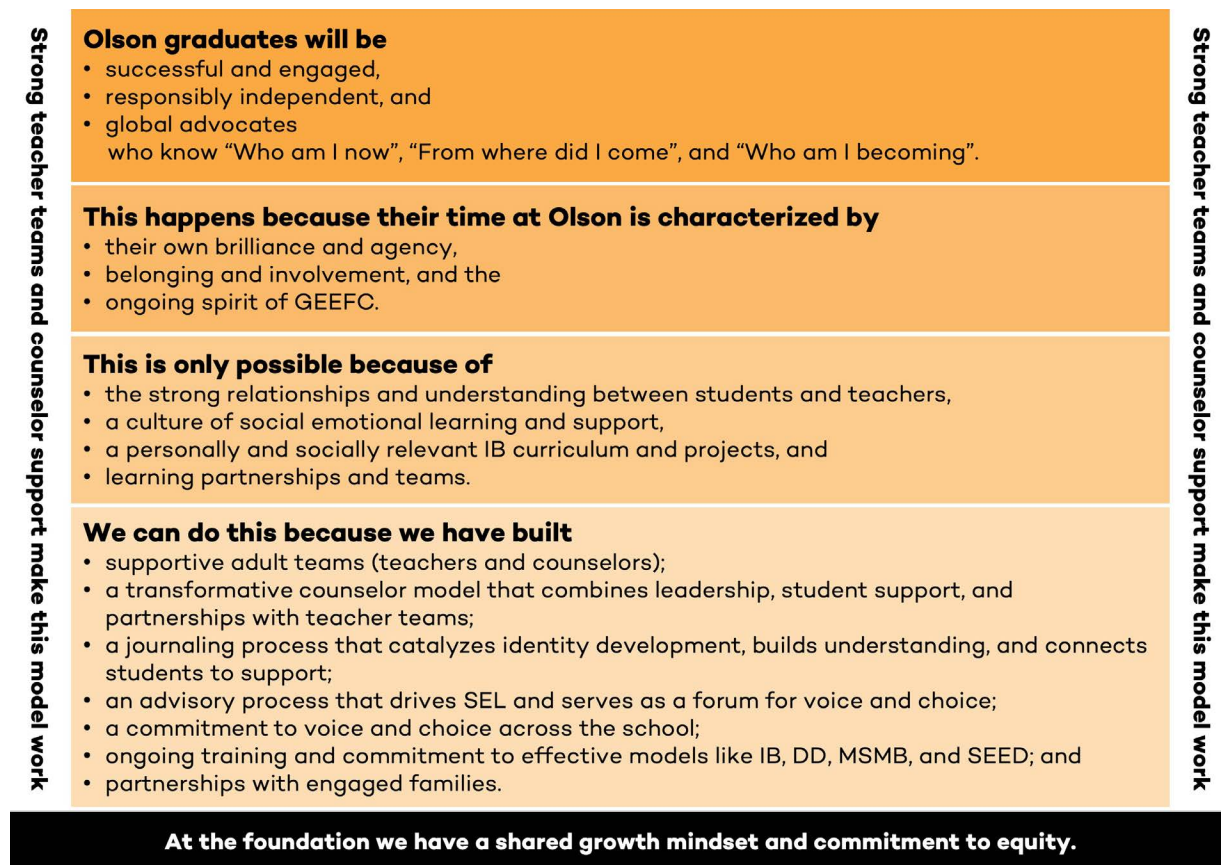 Strong teacher teams and counselor support make this model work
Olson graduates will be
• successful and engaged,
• responsibly independent, and
• global advocates
who know “Who am I now”, “From where did I come”, and “Who am I becoming”.
This happens because their time at Olson is characterized by
• their own brilliance and agency,
• belonging and involvement, and the
• ongoing spirit of GEEFC.
This is only possible because of
• the strong relationships and understanding between students and teachers,
• a culture of social emotional learning and support,
• a personally and socially relevant IB curriculum and projects, and
• learning partnerships and teams.
We can do this because we have built
• supportive adult teams (teachers and counselors);
• a transformative counselor model that combines leadership, student support, and
partnerships with teacher teams;
• a journaling process that catalyzes identity development, builds understanding, and connects
students to support;
• an advisory process that drives SEL and serves as a forum for voice and choice;
• a commitment to voice and choice across the school;
• ongoing training and commitment to effective models like IB, DD, MSMB, and SEED; and
• partnerships with engaged families.
Strong teacher teams and counselor support make this model work
At the foundation we have a shared growth mindset and commitment to equity.